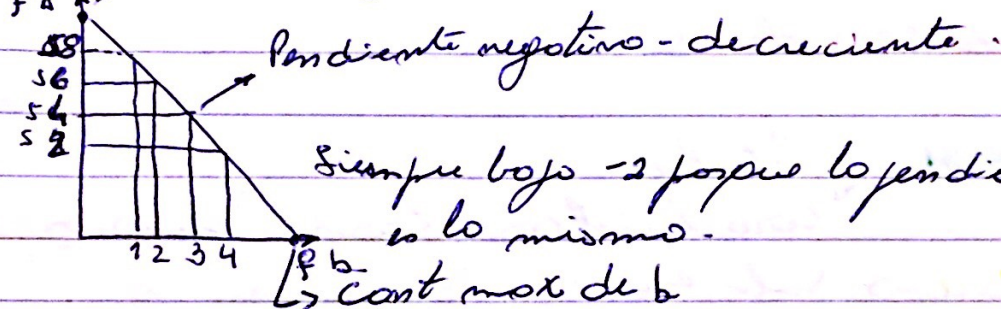 58
Pendiente negativa - decreciente.
56
54
52
Siempre bajo -2 porque la pendie
es la misma.
1 2 3 4
b
Cant max de b